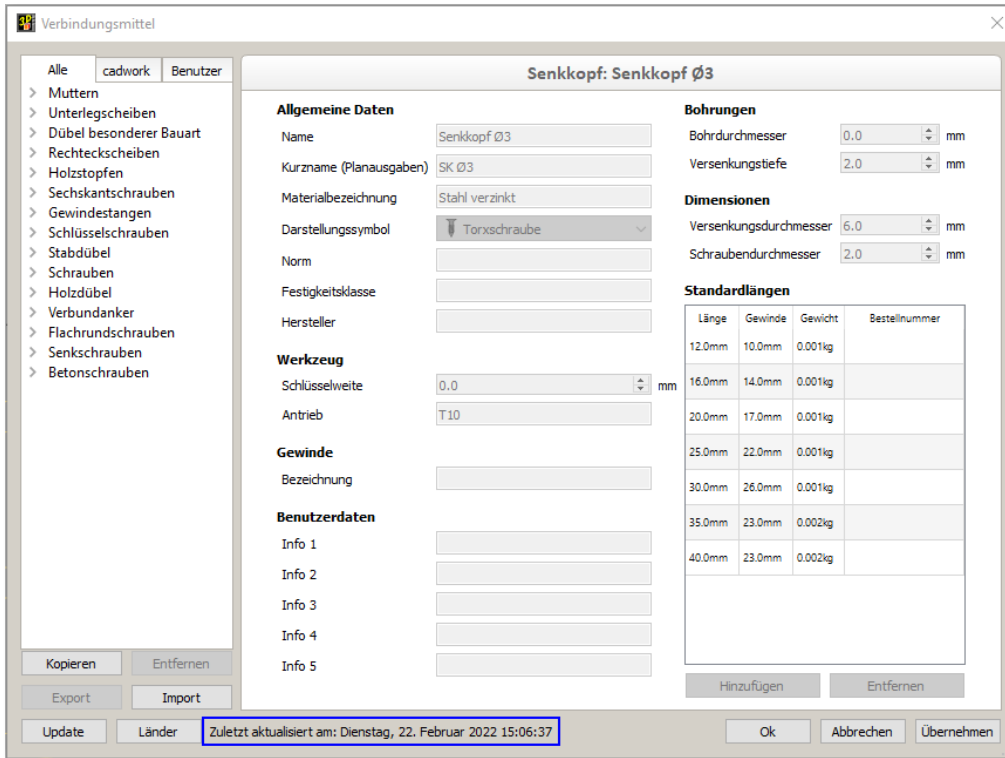 Verbindungsmittel
Alle cadwork Benutzer
Muttern
Unterlegscheiben
Dübel besonderer Bauart
Rechteckscheiben
Holzstopfen
Sechskantschrauben
Gewindestangen
Schlüsselschrauben
Stabdübel
Schrauben
Holzdübel
Verbundanker
Flachrundschrauben
Senkschrauben
Betonschrauben
Kopieren Entfernen
Export Import
Senkkopf: Senkkopf Ø3
Allgemeine Daten
Name Senkkopf Ø3
Kurzname (Planausgaben) SK Ø3
Materialbezeichnung Stahl verzinkt
Darstellungssymbol Torxschraube
Norm
Festigkeitsklasse
Hersteller
Werkzeug
Schlüsselweite 0.0 mm
Antrieb T10
Gewinde
Bezeichnung
Benutzerdaten
Info 1
Info 2
Info 3
Info 4
Info 5
Bohrungen
Bohrdurchmesser 0.0 mm
Versenkungstiefe 2.0 mm
Dimensionen
Versenkungsdurchmesser 6.0 mm
Schraubendurchmesser 2.0 mm
Standardlängen
Länge Gewinde Gewicht Bestellnummer
12.0mm 10.0mm 0.001kg
16.0mm 14.0mm 0.001kg
20.0mm 17.0mm 0.001kg
25.0mm 22.0mm 0.001kg
30.0mm 26.0mm 0.001kg
35.0mm 23.0mm 0.002kg
40.0mm 23.0mm 0.002kg
Hinzufügen Entfernen
Update Länder Zuletzt aktualisiert am: Dienstag, 22. Februar 2022 15:06:37 Ok Abbrechen Übernehmen